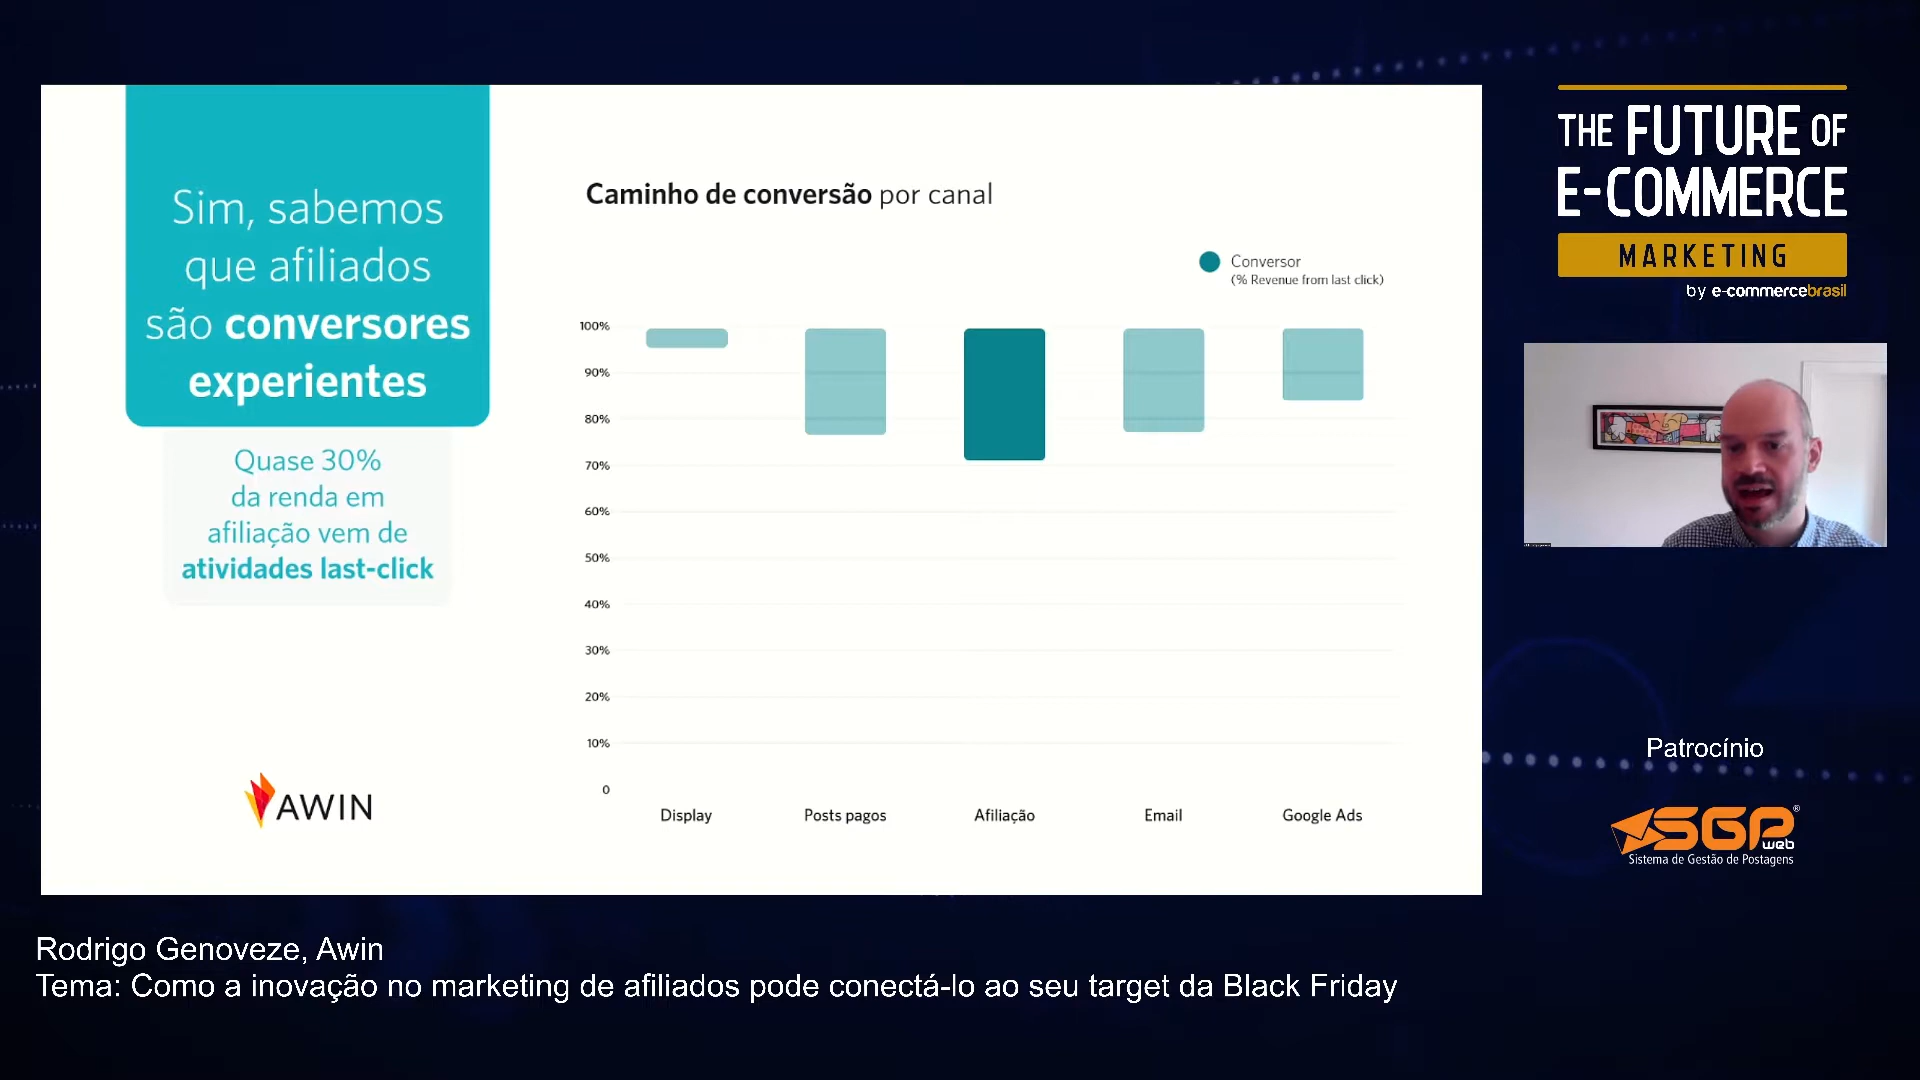 Sim, sabemos
que afiliados
são conversores
experientes
Quase 30%
da renda em
afiliação vem de
atividades last-click
AWIN
Caminho de conversão por canal
Conversor
(% Revenue from last click)
100%
90%
80%
70%
60%
50%
40%
30%
20%
10%
0
Display
Posts pagos
Afiliação
Email
Google Ads
THE FUTURE OF
E-COMMERCE
MARKETING
by e-commercebrasil
Patrocínio
SGP web ®
Sistema de Gestão de Postagens
Rodrigo Genoveze, Awin
Tema: Como a inovação no marketing de afiliados pode conectá-lo ao seu target da Black Friday